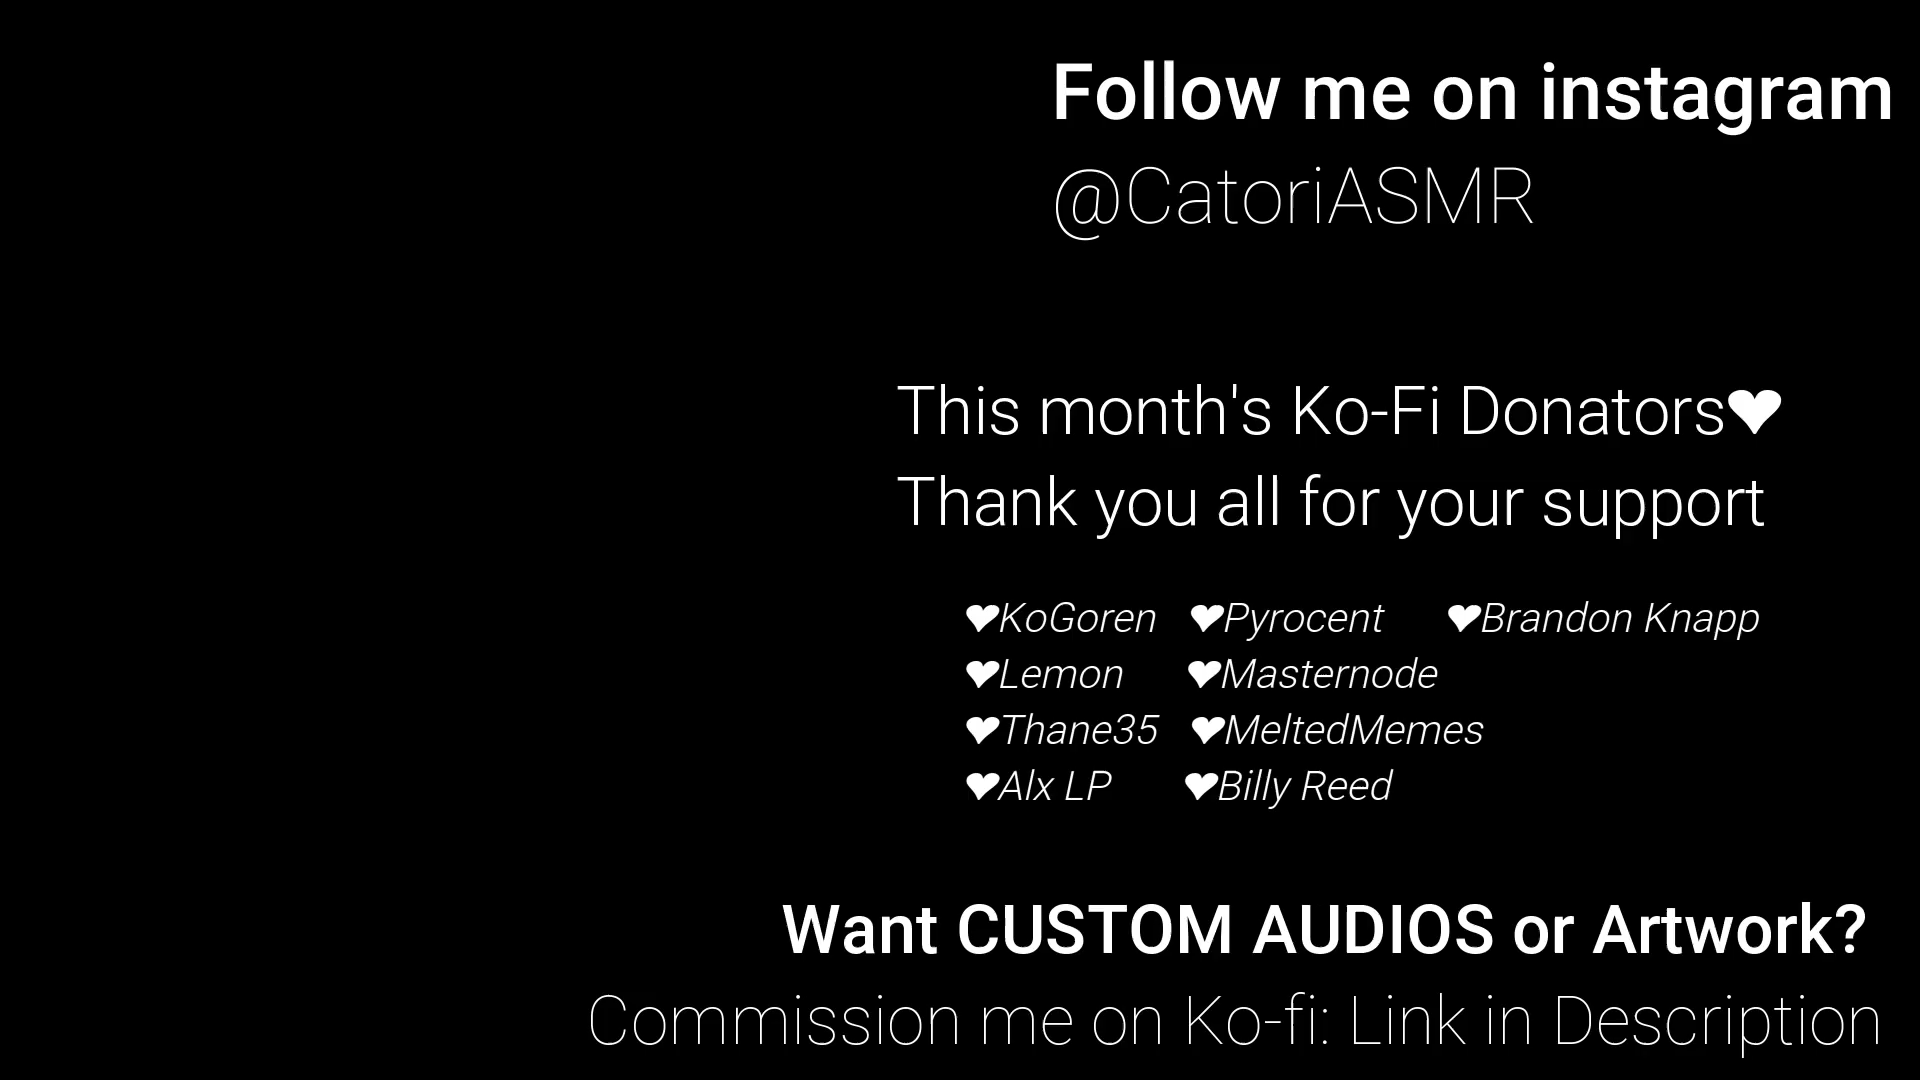 Follow me on instagram
@CatoriASMR
This month's Ko-Fi Donators❤
Thank you all for your support
❤KoGoren ❤Pyrocent ❤Brandon Knapp
❤Lemon ❤Masternode
❤Thane35 ❤MeltedMemes
❤Alx LP ❤Billy Reed
Want CUSTOM AUDIOS or Artwork?
Commission me on Ko-fi: Link in Description